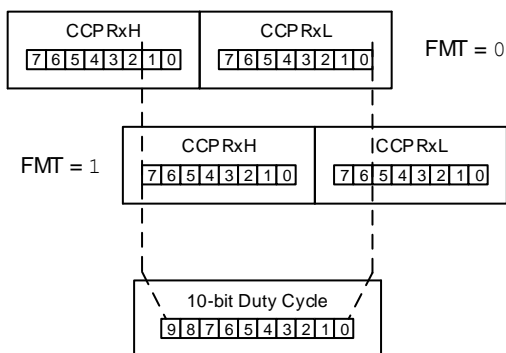 CCPRxH CCPRxL
7 6 5 4 3 2 1 0 7 6 5 4 3 2 1 0 FMT = 0
CCPRxH CCPRxL
FMT = 1 7 6 5 4 3 2 1 0 7 6 5 4 3 2 1 0
10-bit Duty Cycle
9 8 7 6 5 4 3 2 1 0